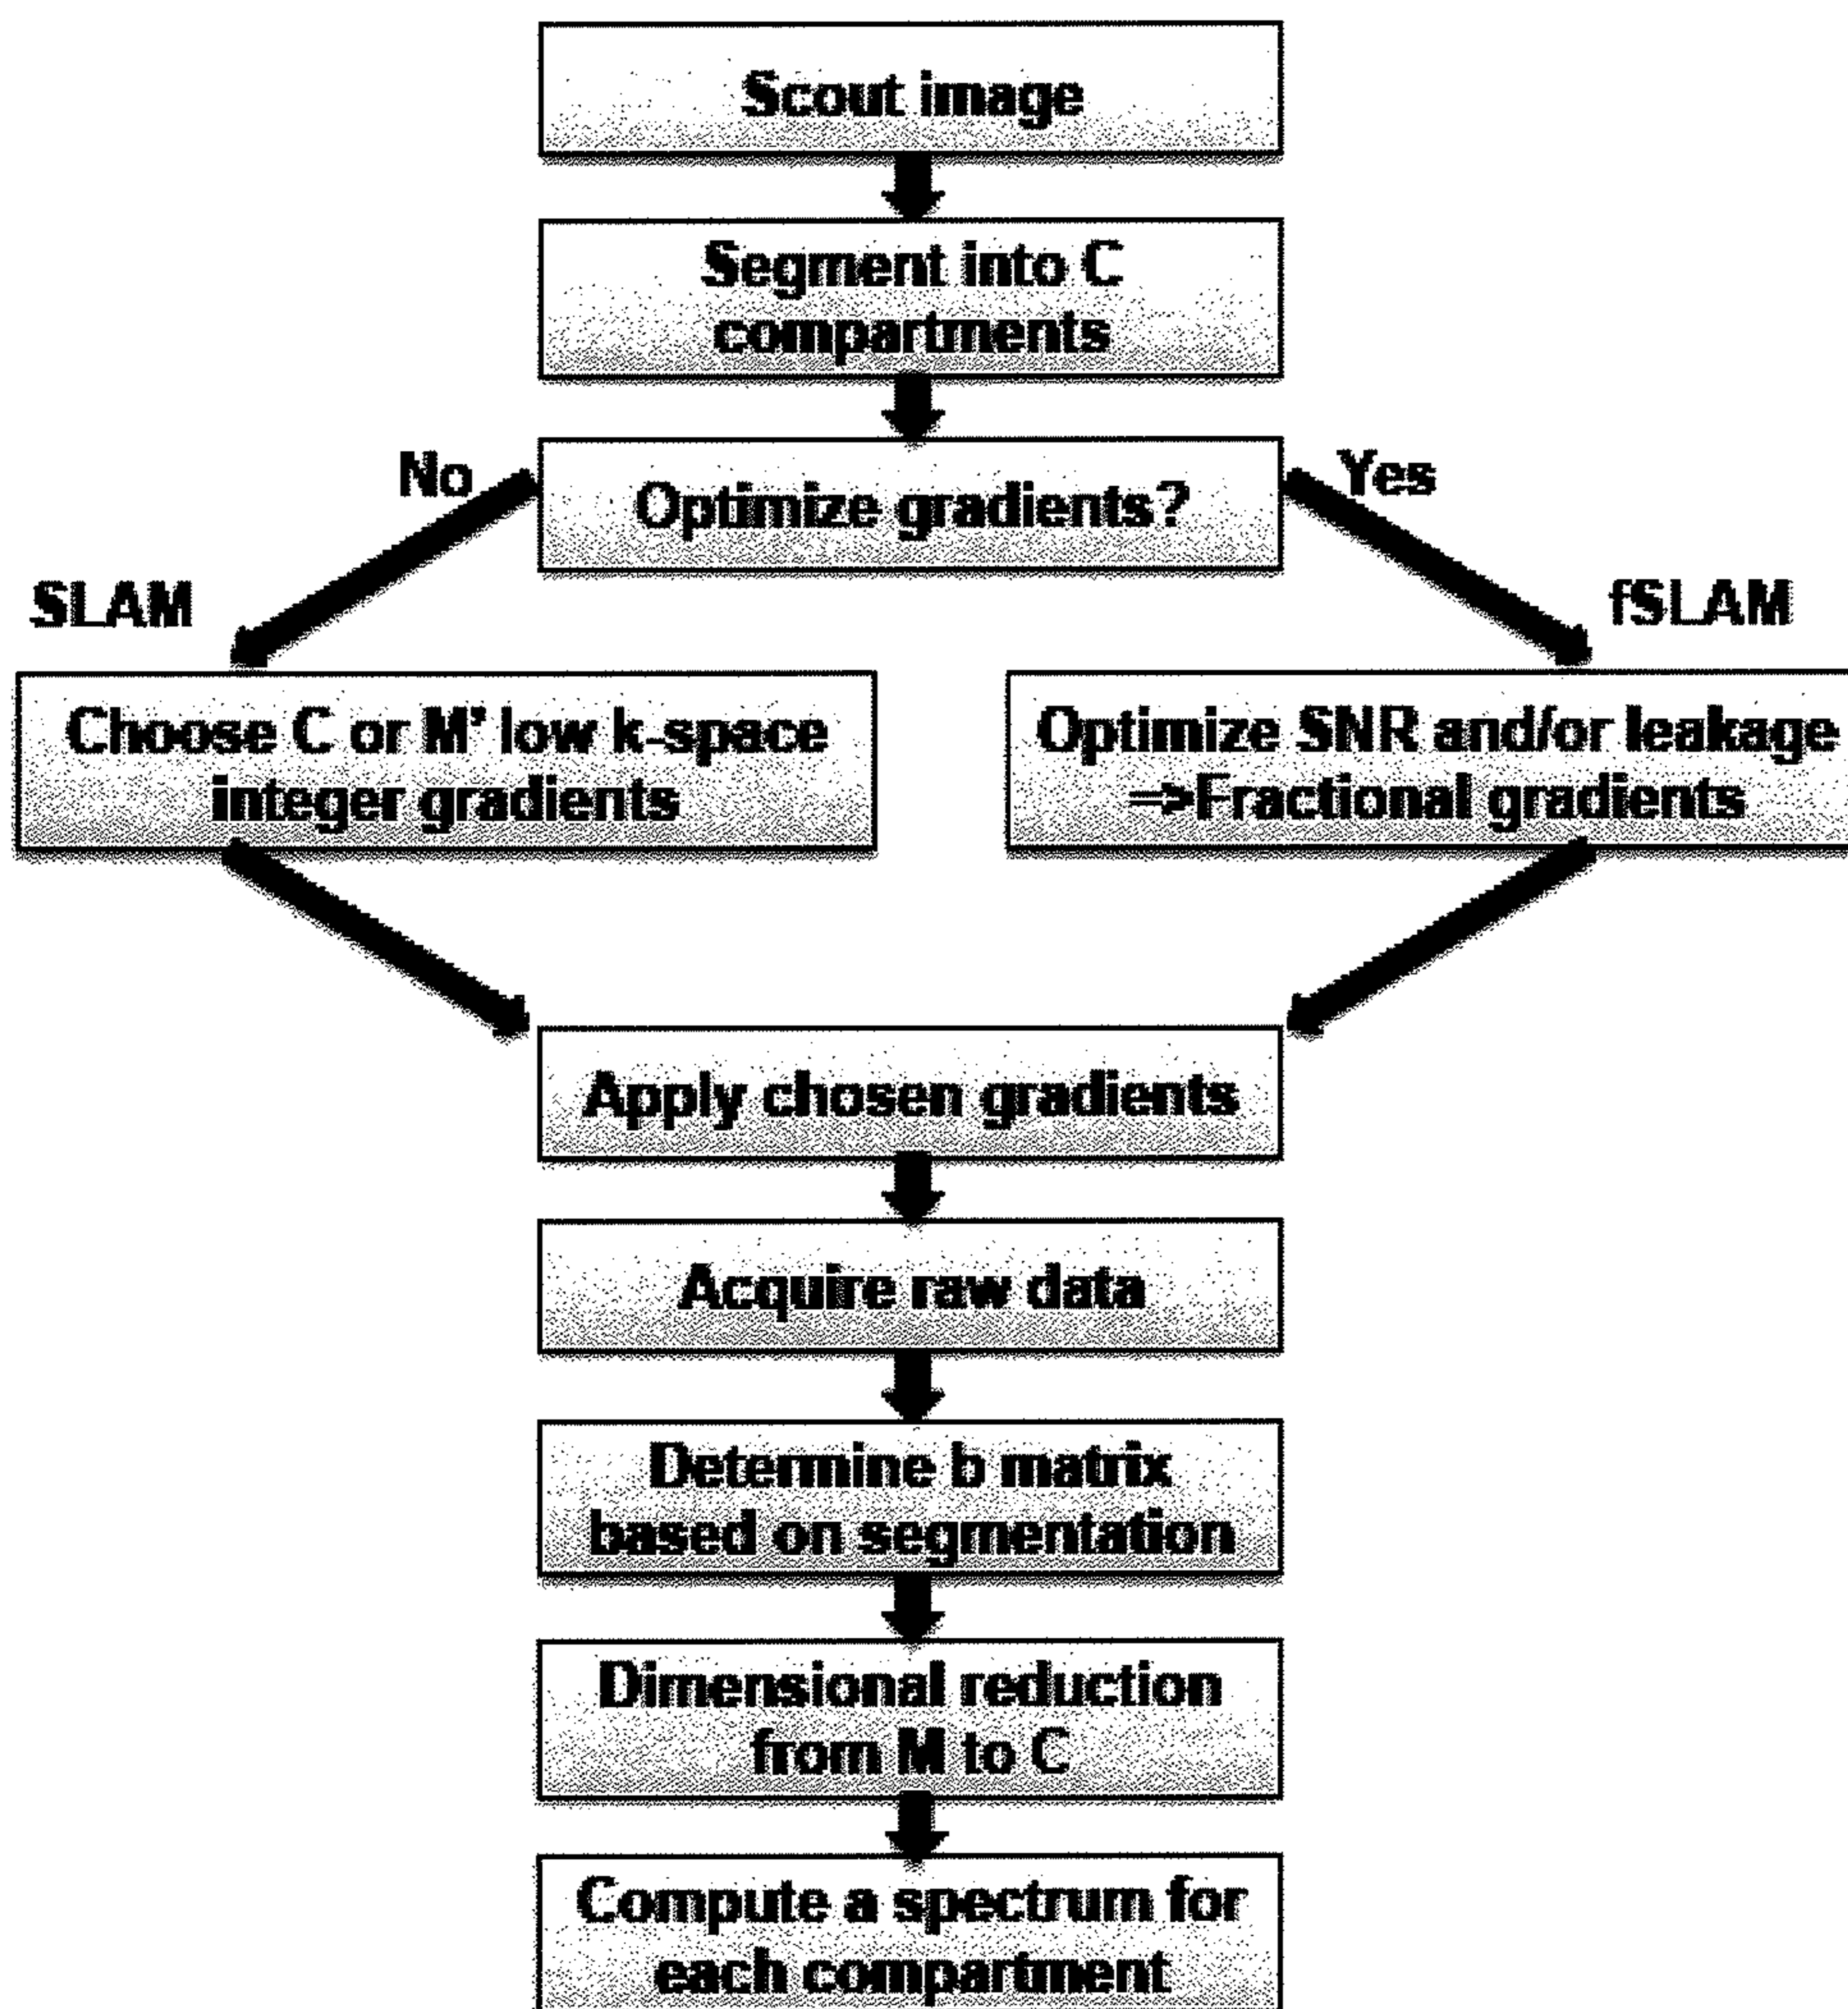 Scout image
Segment into C
compartments
No
Optimize gradients?
Yes
SLAM
fSLAM
Choose C or M' low k-space
integer gradients
Optimize SNR and/or leakage
=>Fractional gradients
Apply chosen gradients
Acquire raw data
Determine b matrix
based on segmentation
Dimensional reduction
from M to C
Compute a spectrum for
each compartment